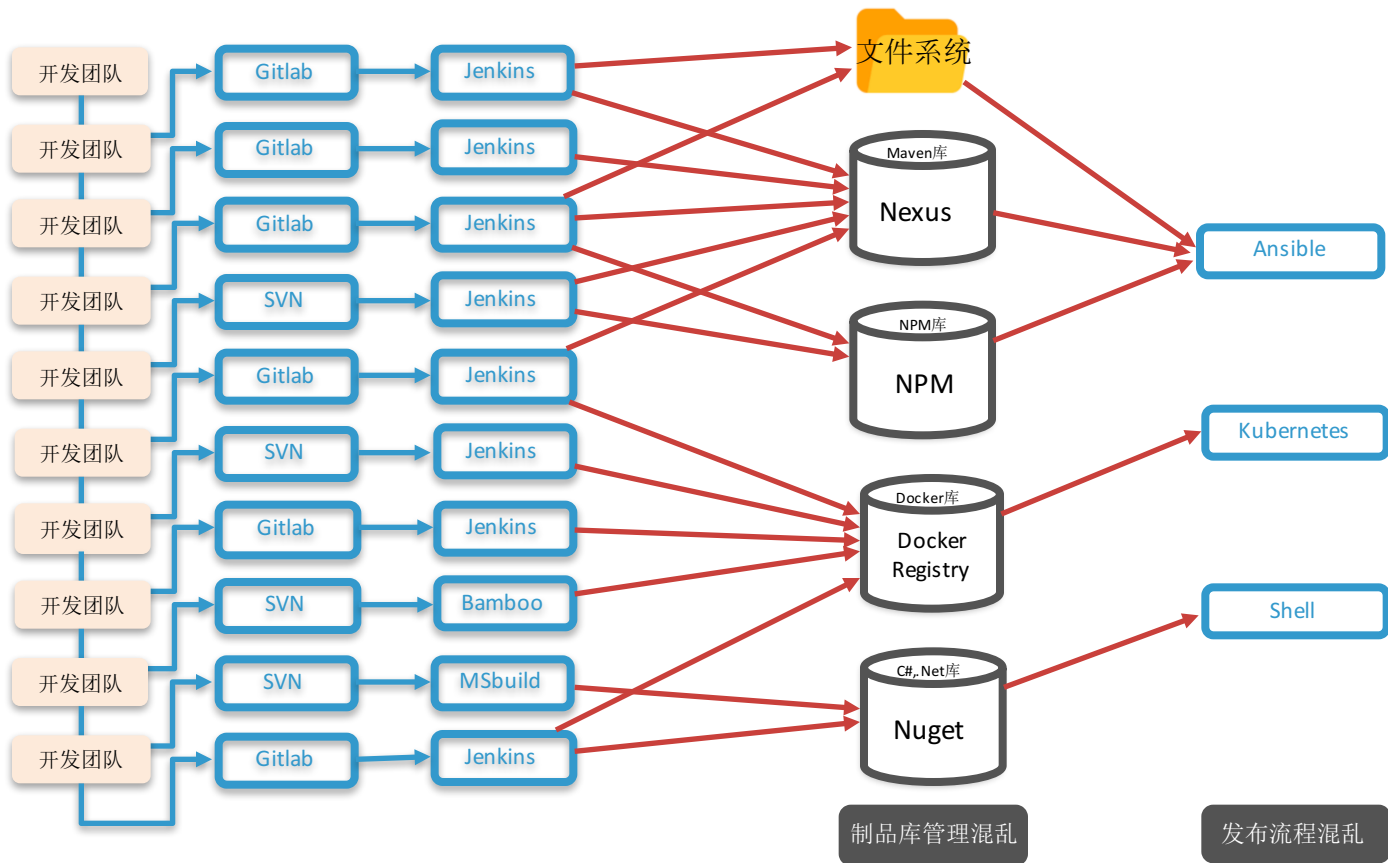 文件系统
开发团队
Gitlab
Jenkins
开发团队
Gitlab
Jenkins
Maven库
Nexus
开发团队
Gitlab
Jenkins
Ansible
开发团队
SVN
Jenkins
NPM库
NPM
开发团队
Gitlab
Jenkins
Kubernetes
开发团队
SVN
Jenkins
Docker库
Docker
Registry
开发团队
Gitlab
Jenkins
开发团队
SVN
Bamboo
Shell
开发团队
SVN
MSbuild
C#,.Net库
Nuget
开发团队
Gitlab
Jenkins
制品库管理混乱
发布流程混乱